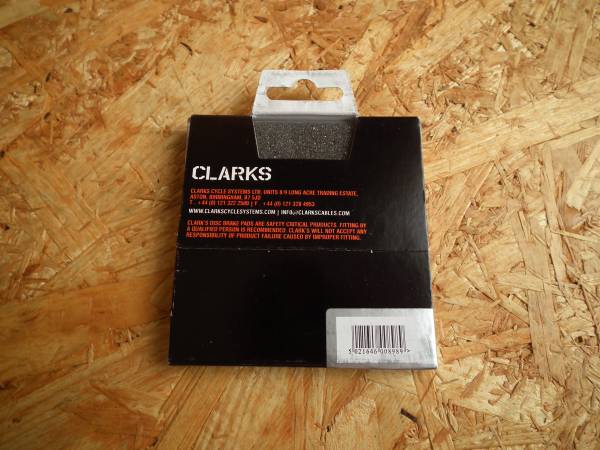 CLARKS
CLARKS CYCLE SYSTEMS LTD. UNITS 8/9 LONG ACRE TRADING ESTATE,
ASTON, BIRMINGHAM, B7 5JD
T . +44 (0) 121 322 2580 | F . +44 (0) 121 328 4953
WWW.CLARKSCYCLESYSTEMS.COM | INFO@CLARKSCABLES.COM
CLARK'S DISC BRAKE PADS ARE SAFETY CRITICAL PRODUCTS. FITTING BY
A QUALIFIED PERSON IS RECOMMENDED. CLARK'S WILL NOT ACCEPT ANY
RESPONSIBILITY OF PRODUCT FAILURE CAUSED BY IMPROPER FITTING.
5 021646 008989 >